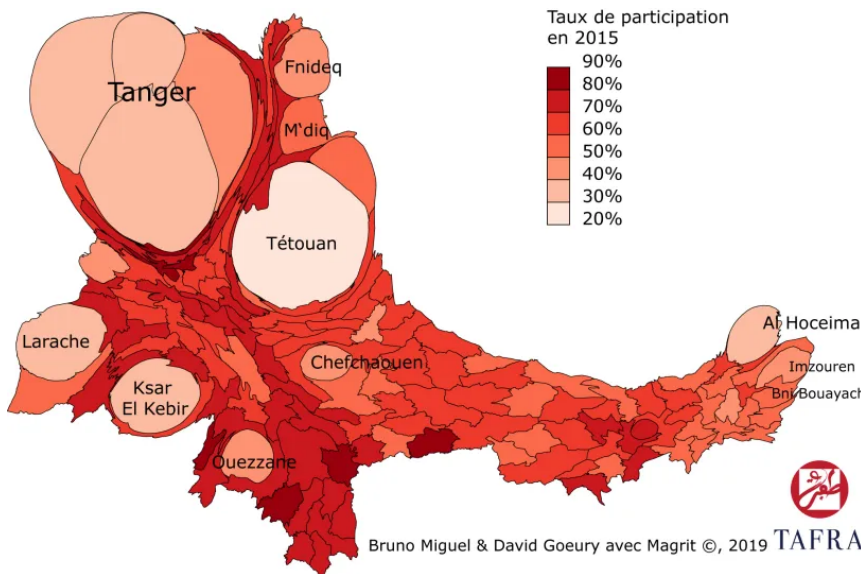 Taux de participation
en 2015
90%
80%
70%
60%
50%
40%
30%
20%
Tanger
Fnideq
M'diq
Tétouan
Larache
Ksar
El Kebir
Chefchaouen
Ouezzane
Al Hoceima
Imzouren
Bni Bouayach
Bruno Miguel & David Goeury avec Magrit ©, 2019
TAFRA